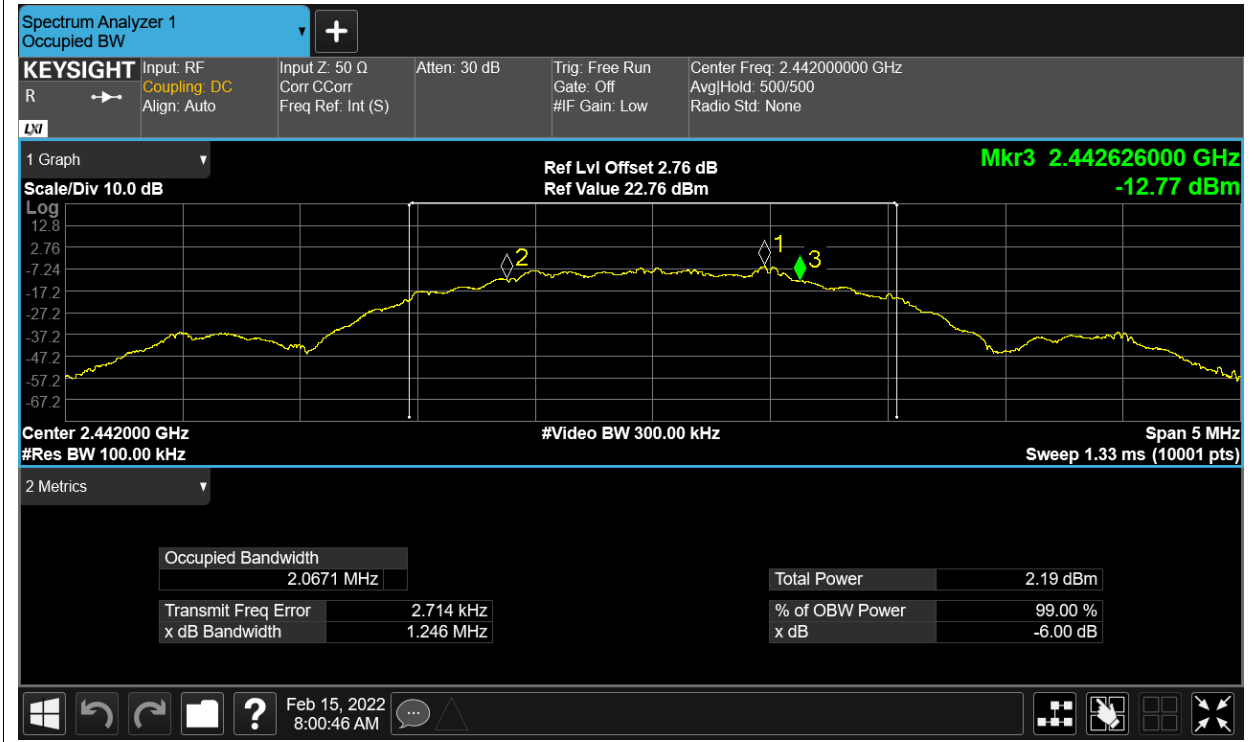 Spectrum Analyzer 1
Occupied BW
KEYSIGHT Input: RF Input Z: 50 Ω Atten: 30 dB Trig: Free Run Center Freq: 2.442000000 GHz
R Coupling: DC Corr CCorr Gate: Off Avg|Hold: 500/500
Align: Auto Freq Ref: Int (S) #IF Gain: Low Radio Std: None
LXI
1 Graph Ref Lvl Offset 2.76 dB Mkr3 2.442626000 GHz
Scale/Div 10.0 dB Ref Value 22.76 dBm -12.77 dBm
Log
12.8
2.76
-7.24
-17.2
-27.2
-37.2
-47.2
-57.2
-67.2
2
1
3
Center 2.442000 GHz #Video BW 300.00 kHz Span 5 MHz
#Res BW 100.00 kHz Sweep 1.33 ms (10001 pts)
2 Metrics
Occupied Bandwidth
2.0671 MHz Total Power 2.19 dBm
Transmit Freq Error 2.714 kHz % of OBW Power 99.00 %
x dB Bandwidth 1.246 MHz x dB -6.00 dB
? Feb 15, 2022
8:00:46 AM